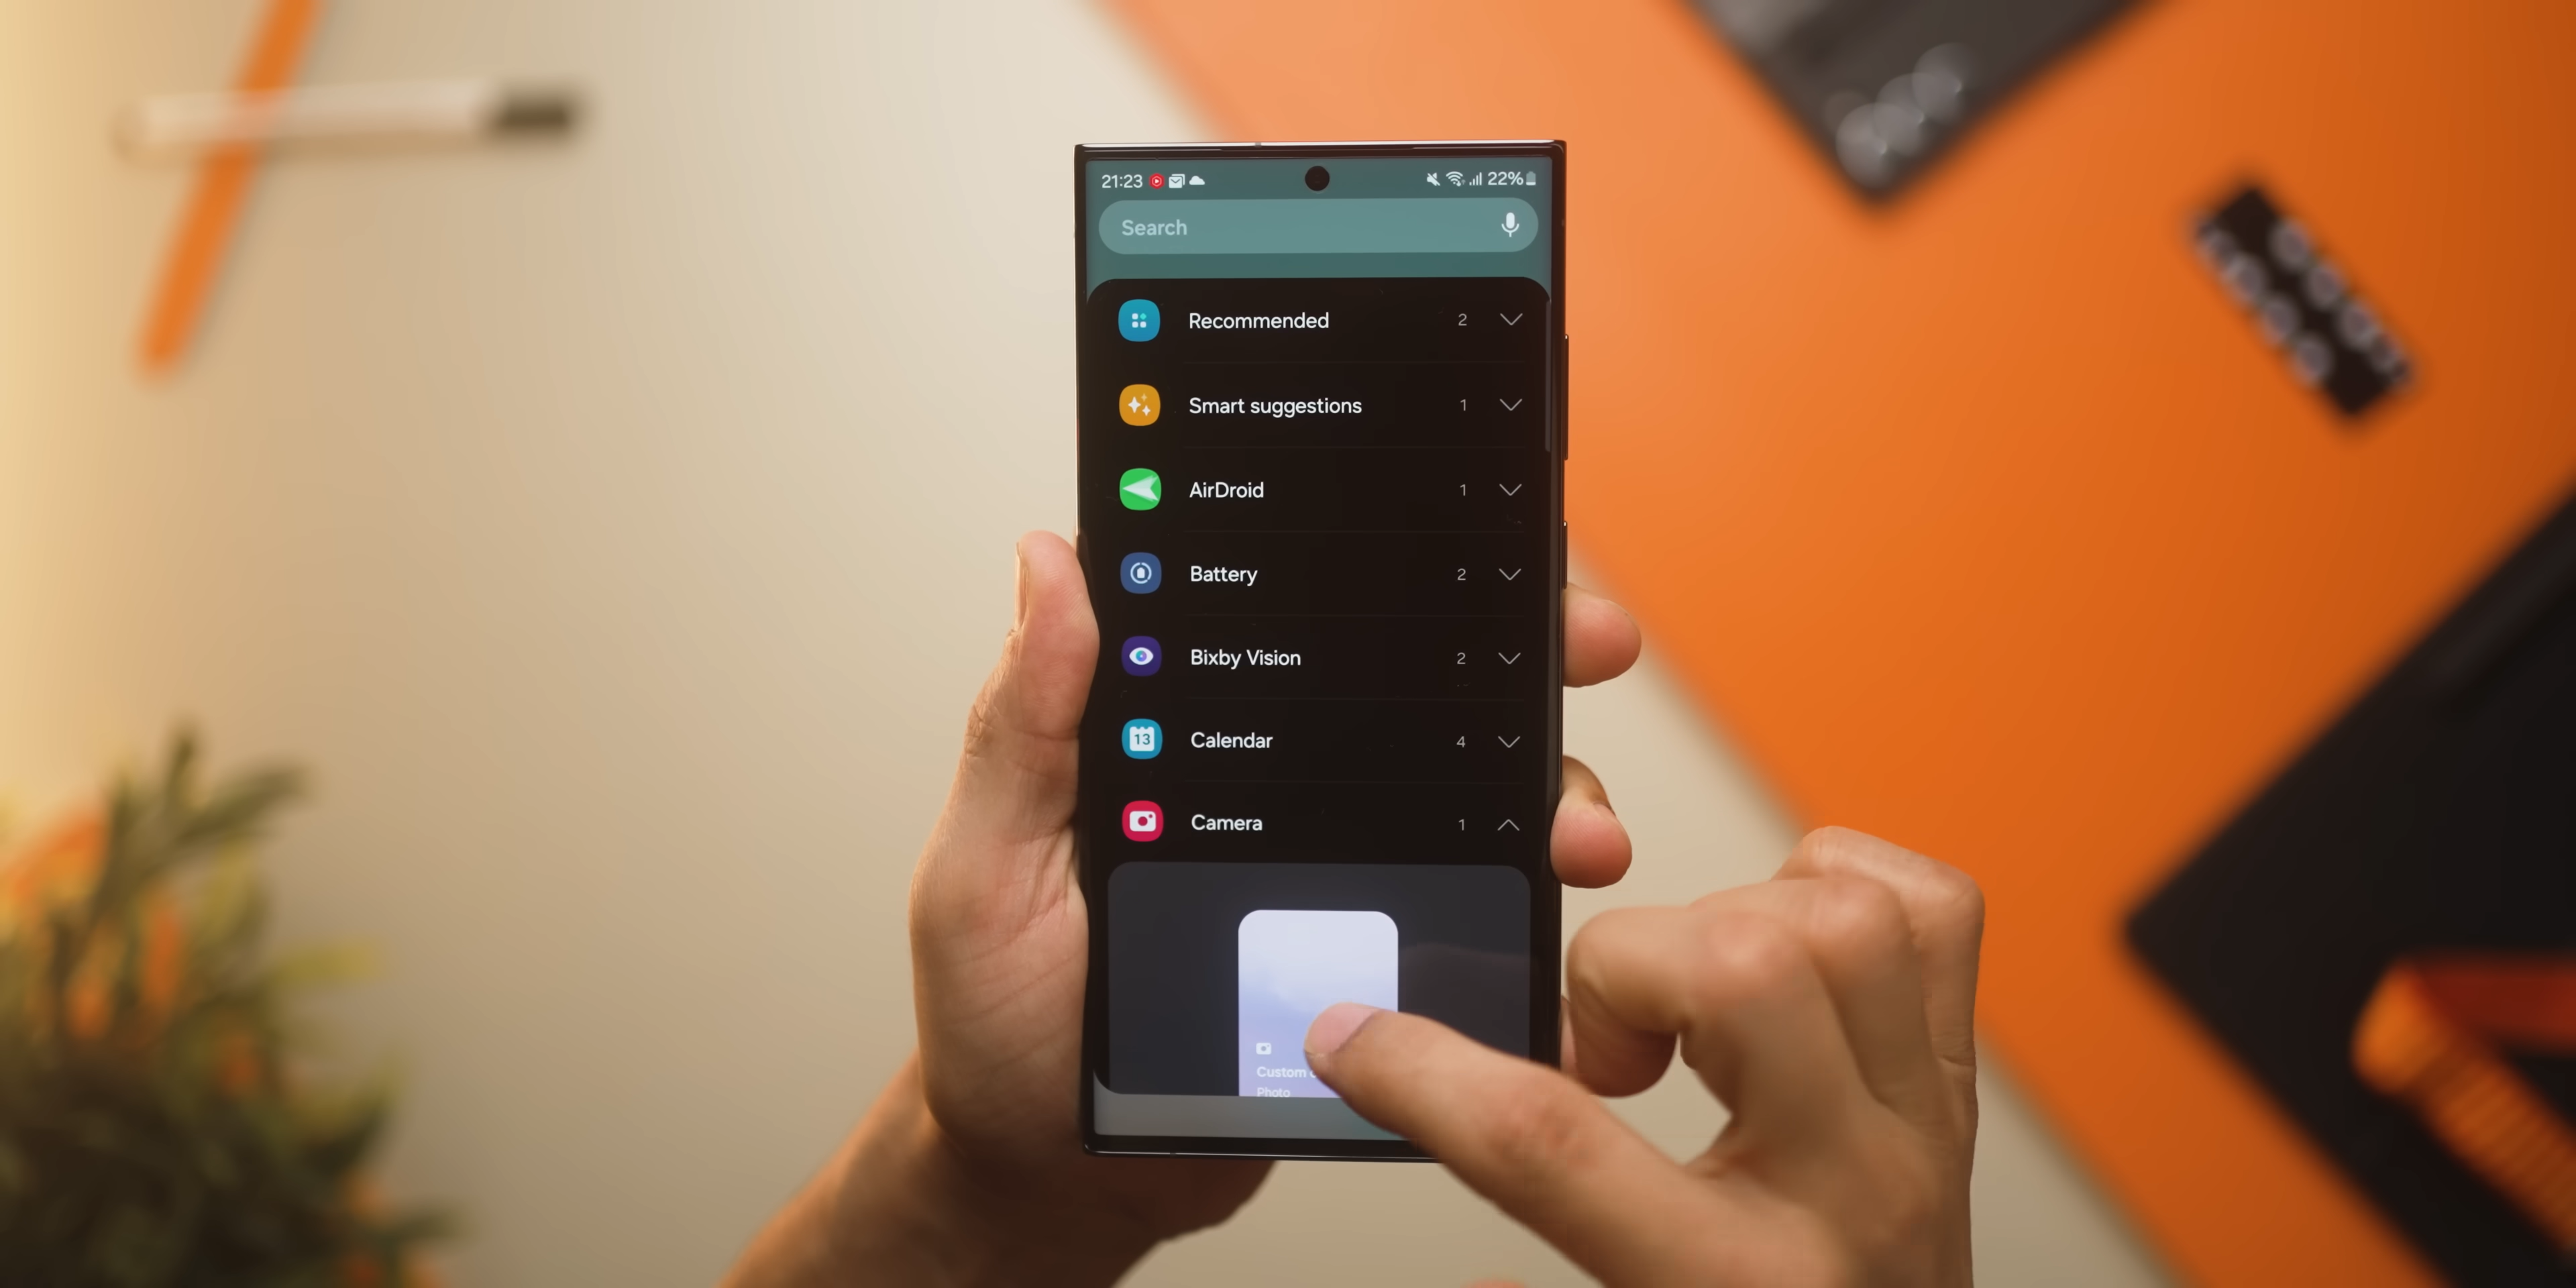 21:23
22%
Search
Recommended 2
Smart suggestions 1
AirDroid 1
Battery 2
Bixby Vision 2
13
Calendar 4
Camera 1
Custom
Photo